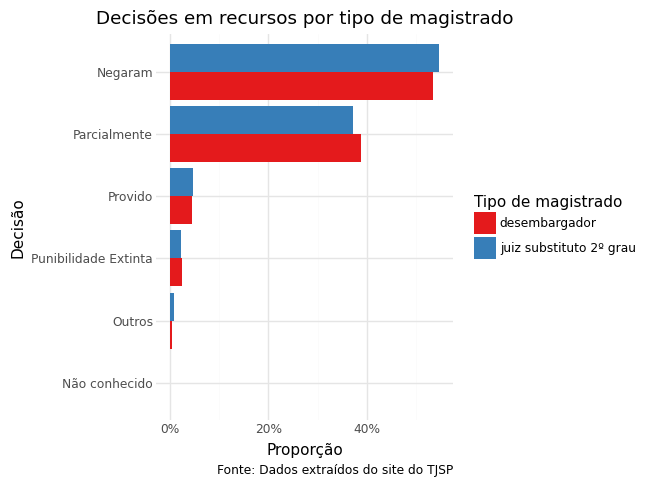 Decisões em recursos por tipo de magistrado
Negaram
Parcialmente
Provido
Punibilidade Extinta
Outros
Não conhecido
Decisão
0% 20% 40%
Proporção
Fonte: Dados extraídos do site do TJSP
Tipo de magistrado
desembargador
juiz substituto 2º grau